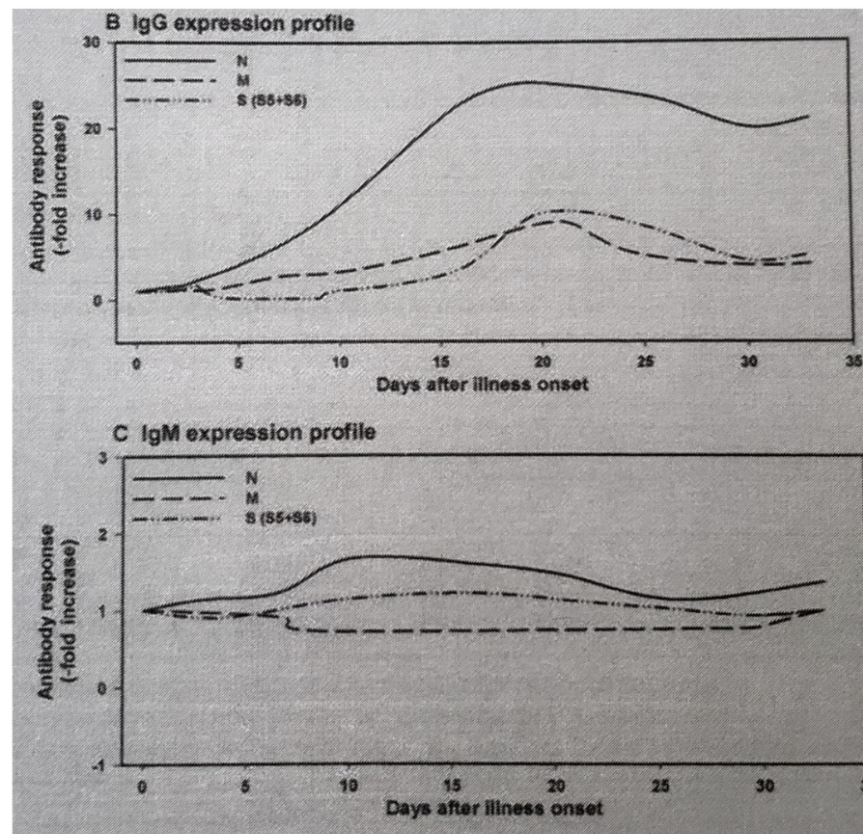 B IgG expression profile
30
20
10
0
N
M
S (S5+S6)
Antibody response
(-fold increase)
0 5 10 15 20 25 30 35
Days after illness onset
C IgM expression profile
3
2
1
0
-1
N
M
S (S5+S6)
Antibody response
(-fold increase)
0 5 10 15 20 25 30
Days after illness onset